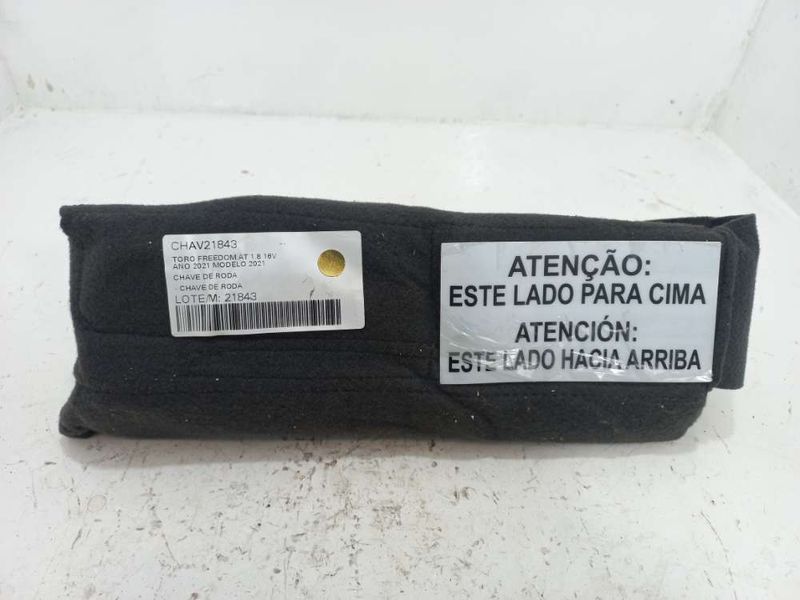 CHAV21843
TORO FREEDOM AT 1.8 16V
ANO 2021 MODELO 2021
CHAVE DE RODA
- CHAVE DE RODA
LOTE/M: 21843
ATENÇÃO:
ESTE LADO PARA CIMA
ATENCIÓN:
ESTE LADO HACIA ARRIBA